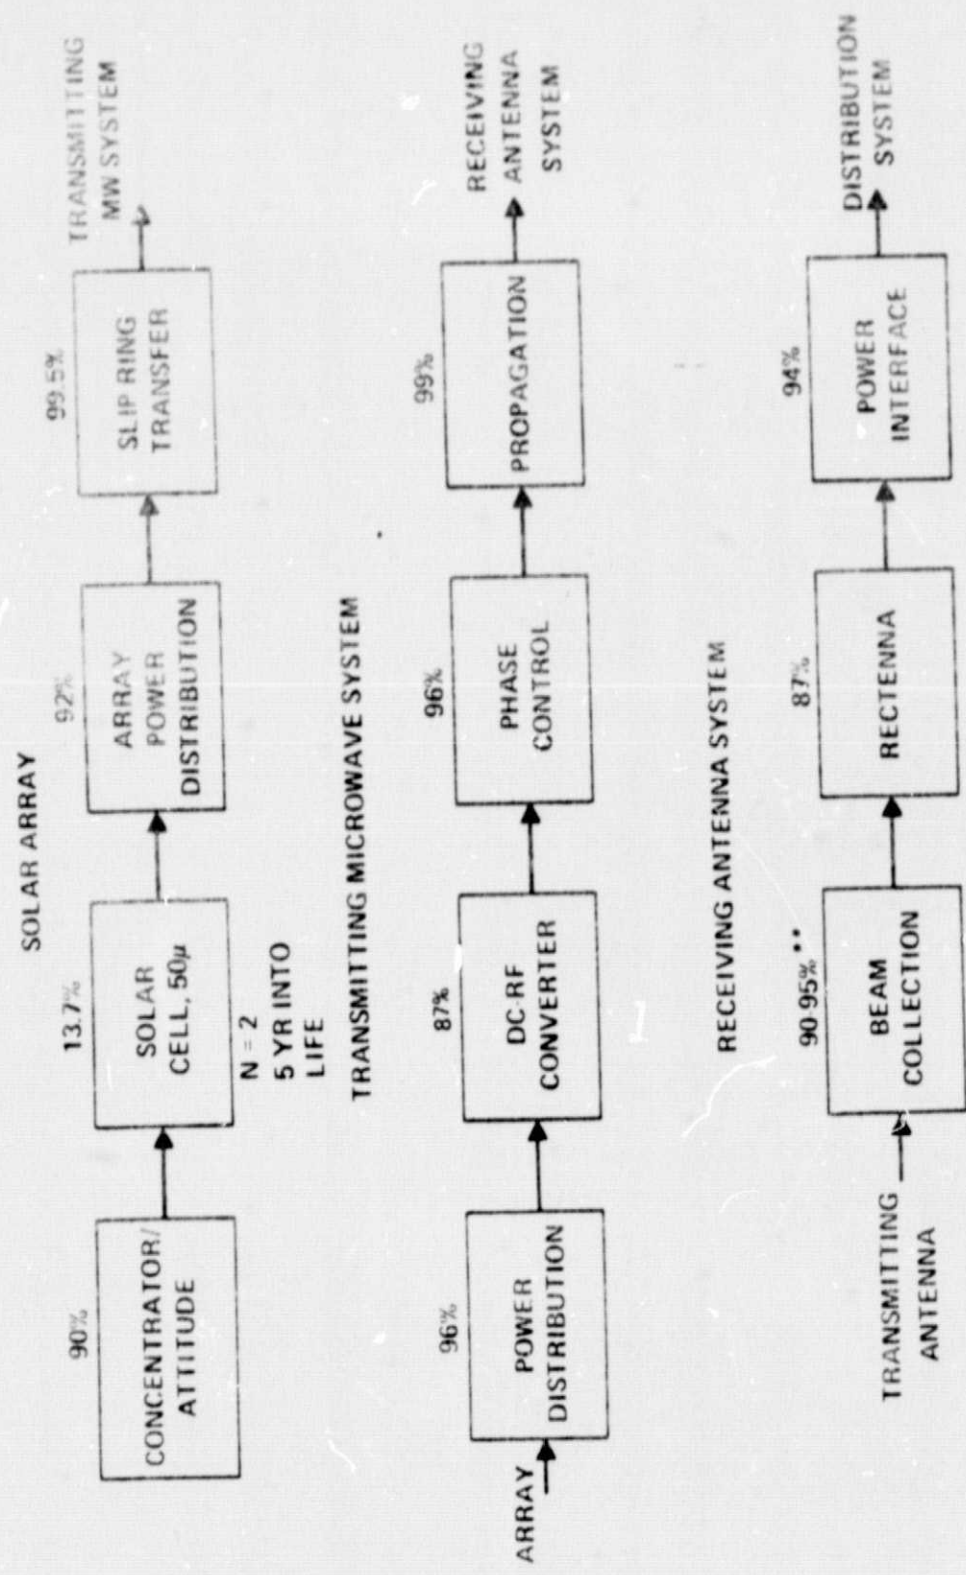 SOLAR ARRAY
90%
CONCENTRATOR/
ATTITUDE
13.7%
SOLAR
CELL, 50µ
N = 2
5 YR INTO
LIFE
92%
ARRAY
POWER
DISTRIBUTION
99.5%
SLIP RING
TRANSFER
TRANSMITTING
MW SYSTEM
TRANSMITTING MICROWAVE SYSTEM
ARRAY
96%
POWER
DISTRIBUTION
87%
DC-RF
CONVERTER
96%
PHASE
CONTROL
99%
PROPAGATION
RECEIVING
ANTENNA
SYSTEM
RECEIVING ANTENNA SYSTEM
TRANSMITTING
ANTENNA
90-95%**
BEAM
COLLECTION
87%
RECTENNA
94%
POWER
INTERFACE
DISTRIBUTION
SYSTEM